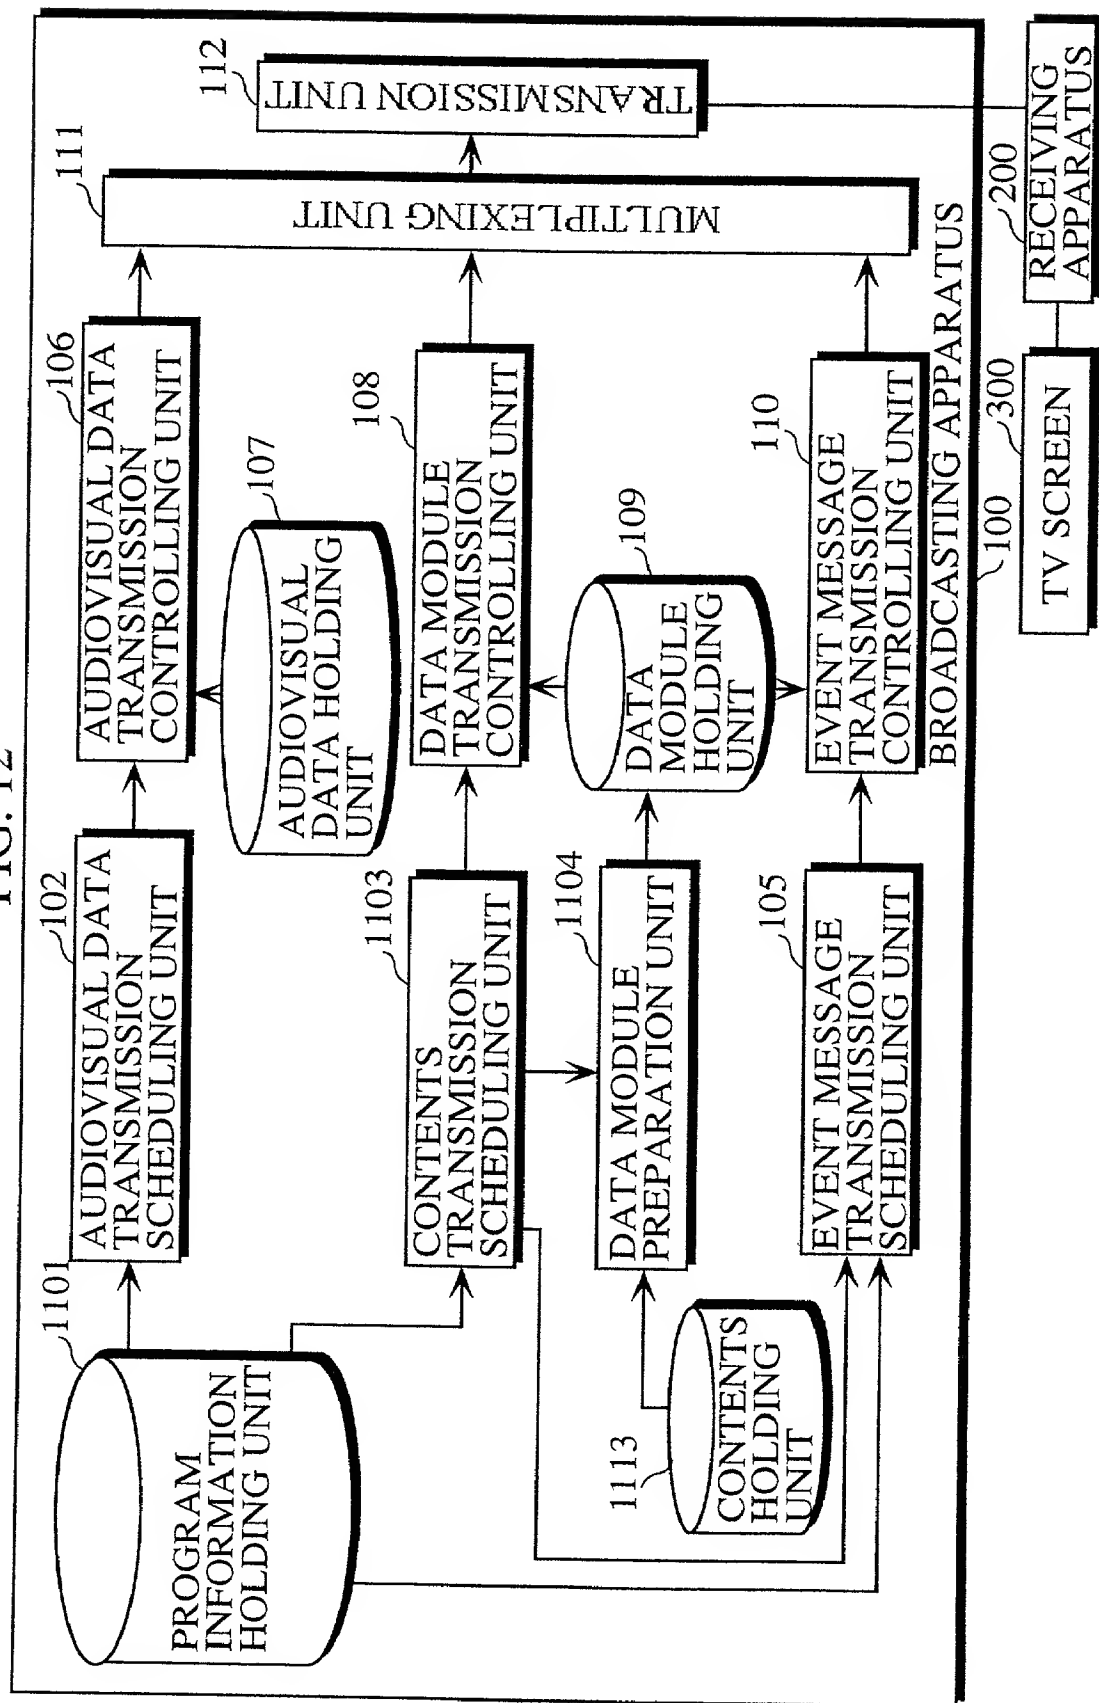 FIG. 12
1101
PROGRAM
INFORMATION
HOLDING UNIT
102
AUDIOVISUAL DATA
TRANSMISSION
SCHEDULING UNIT
106
AUDIOVISUAL DATA
TRANSMISSION
CONTROLLING UNIT
107
AUDIOVISUAL
DATA HOLDING
UNIT
1103
CONTENTS
TRANSMISSION
SCHEDULING UNIT
108
DATA MODULE
TRANSMISSION
CONTROLLING UNIT
1113
CONTENTS
HOLDING
UNIT
1104
DATA MODULE
PREPARATION UNIT
109
DATA
MODULE
HOLDING
UNIT
105
EVENT MESSAGE
TRANSMISSION
SCHEDULING UNIT
110
EVENT MESSAGE
TRANSMISSION
CONTROLLING UNIT
111
MULTIPLEXING UNIT
112
TRANSMISSION UNIT
BROADCASTING APPARATUS
100
300
TV SCREEN
200
RECEIVING
APPARATUS